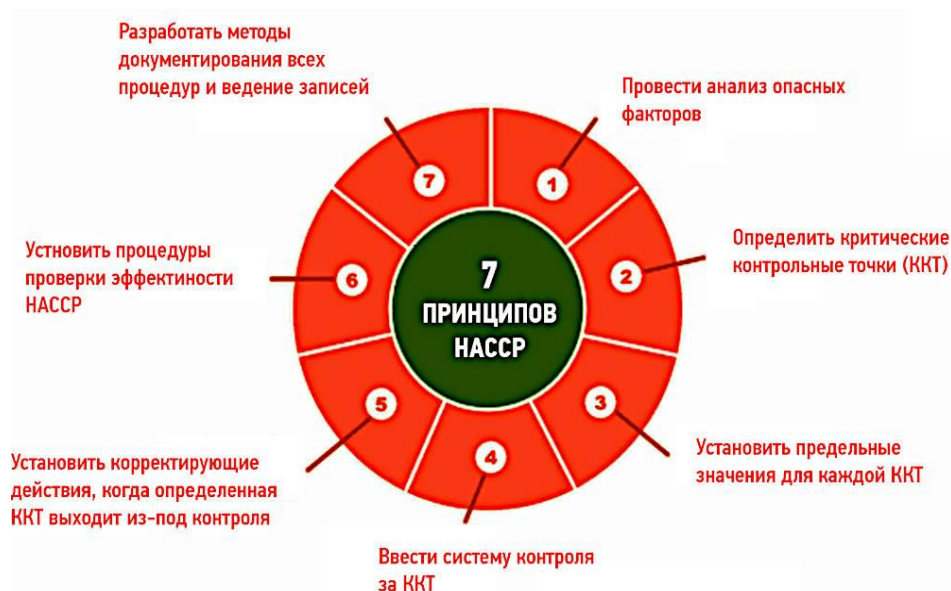 7
ПРИНЦИПОВ
НАССР
1
Провести анализ опасных
факторов
2
Определить критические
контрольные точки (ККТ)
3
Установить предельные
значения для каждой ККТ
4
Ввести систему контроля
за ККТ
5
Установить корректирующие
действия, когда определенная
ККТ выходит из-под контроля
6
Устновить процедуры
проверки эффектиности
НАССР
7
Разработать методы
документирования всех
процедур и ведение записей